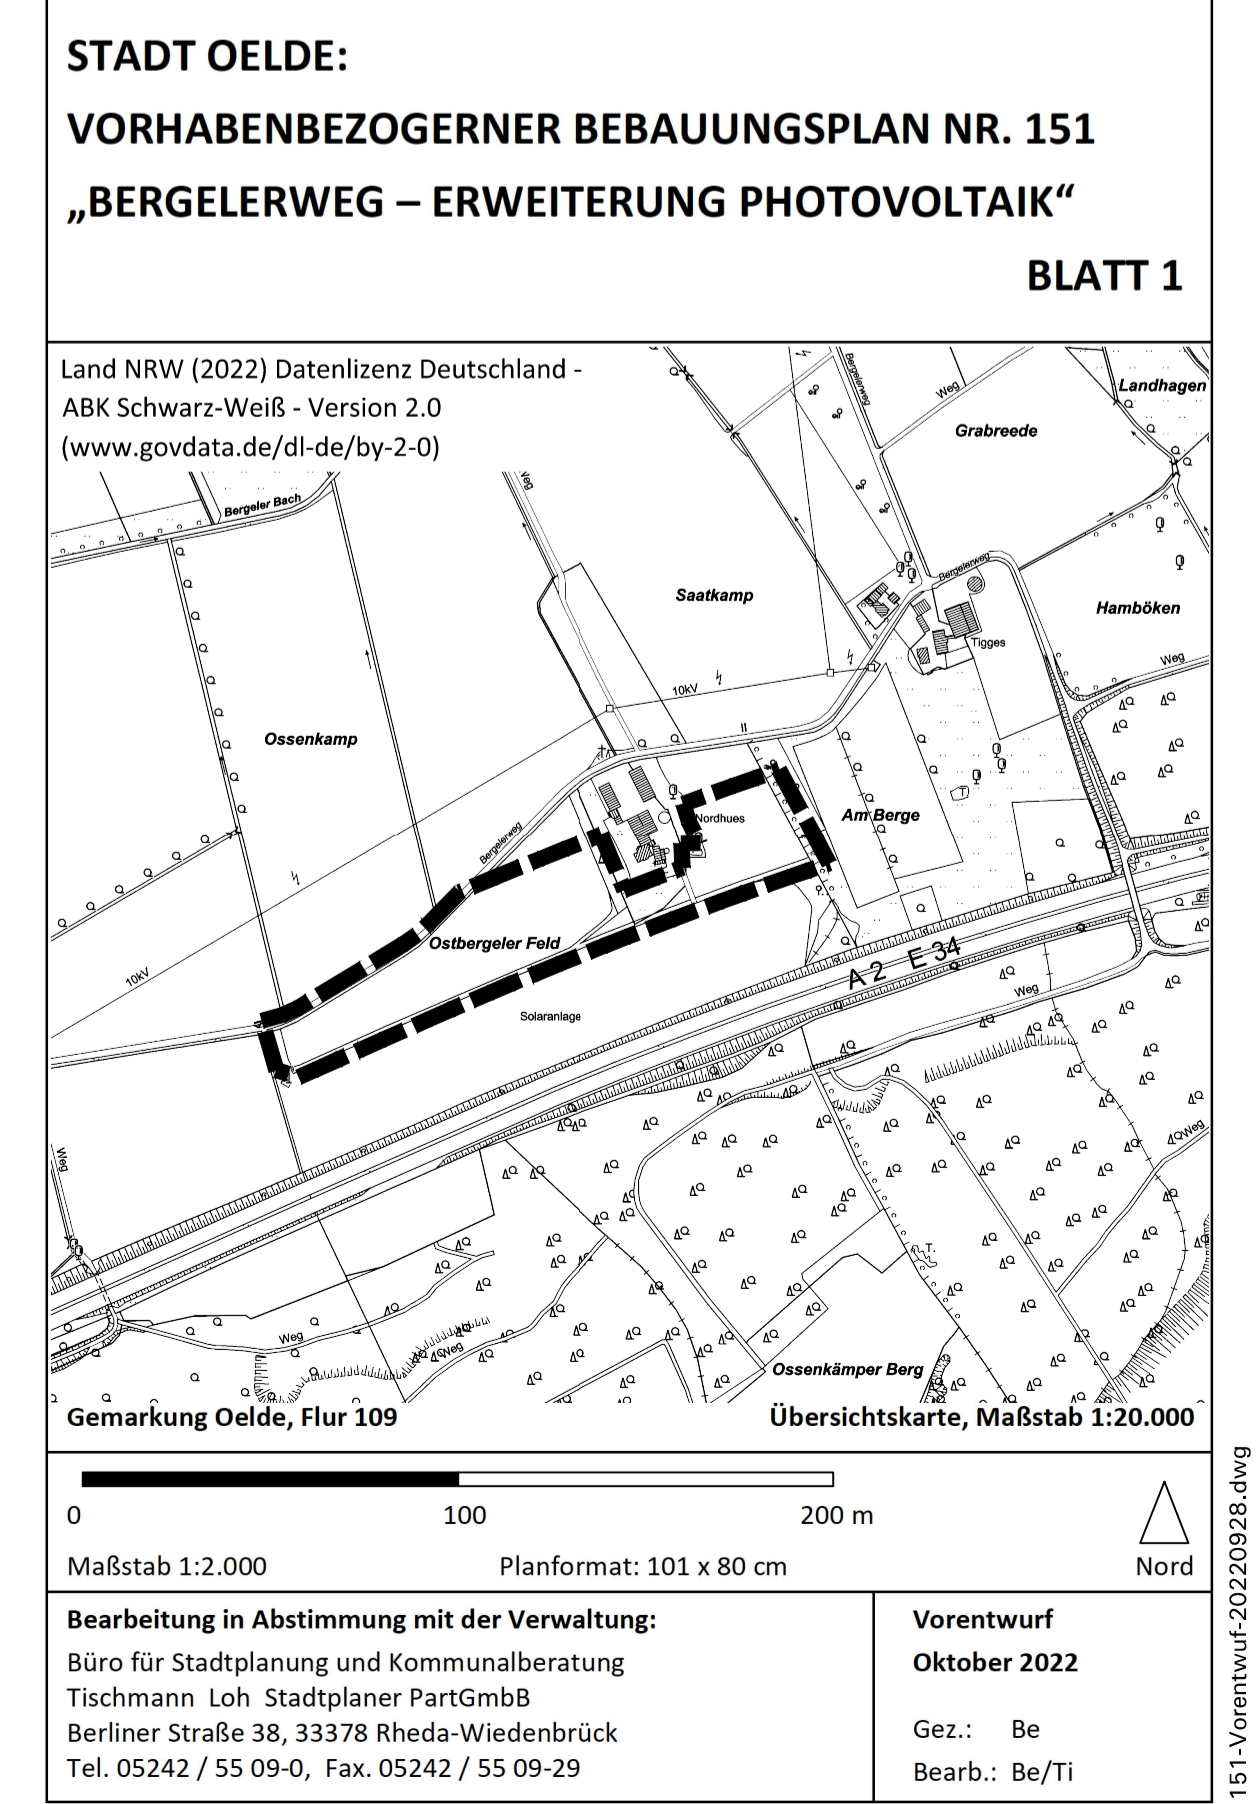 STADT OELDE:
VORHABENBEZOGERNER BEBAUUNGSPLAN NR. 151
„BERGELERWEG – ERWEITERUNG PHOTOVOLTAIK“
BLATT 1
Land NRW (2022) Datenlizenz Deutschland -
ABK Schwarz-Weiß - Version 2.0
(www.govdata.de/dl-de/by-2-0)
Bergelerweg
Weg
Landhagen
Grabreede
Weg
Bergeler Bach
Bergelerweg
Saatkamp
Hamböken
Tigges
Weg
10kV
II
Ossenkamp
Nordhues
Am Berge
Bergelerweg
Ostbergeler Feld
10kV
A 2 E 34
Weg
Solaranlage
Weg
Weg
T.
Weg
Weg
Ossenkämper Berg
Gemarkung Oelde, Flur 109
Übersichtskarte, Maßstab 1:20.000
0 100 200 m
Maßstab 1:2.000
Planformat: 101 x 80 cm
Nord
Bearbeitung in Abstimmung mit der Verwaltung:
Büro für Stadtplanung und Kommunalberatung
Tischmann Loh Stadtplaner PartGmbB
Berliner Straße 38, 33378 Rheda-Wiedenbrück
Tel. 05242 / 55 09-0, Fax. 05242 / 55 09-29
Vorentwurf
Oktober 2022
Gez.: Be
Bearb.: Be/Ti
151-Vorentwuf-20220928.dwg